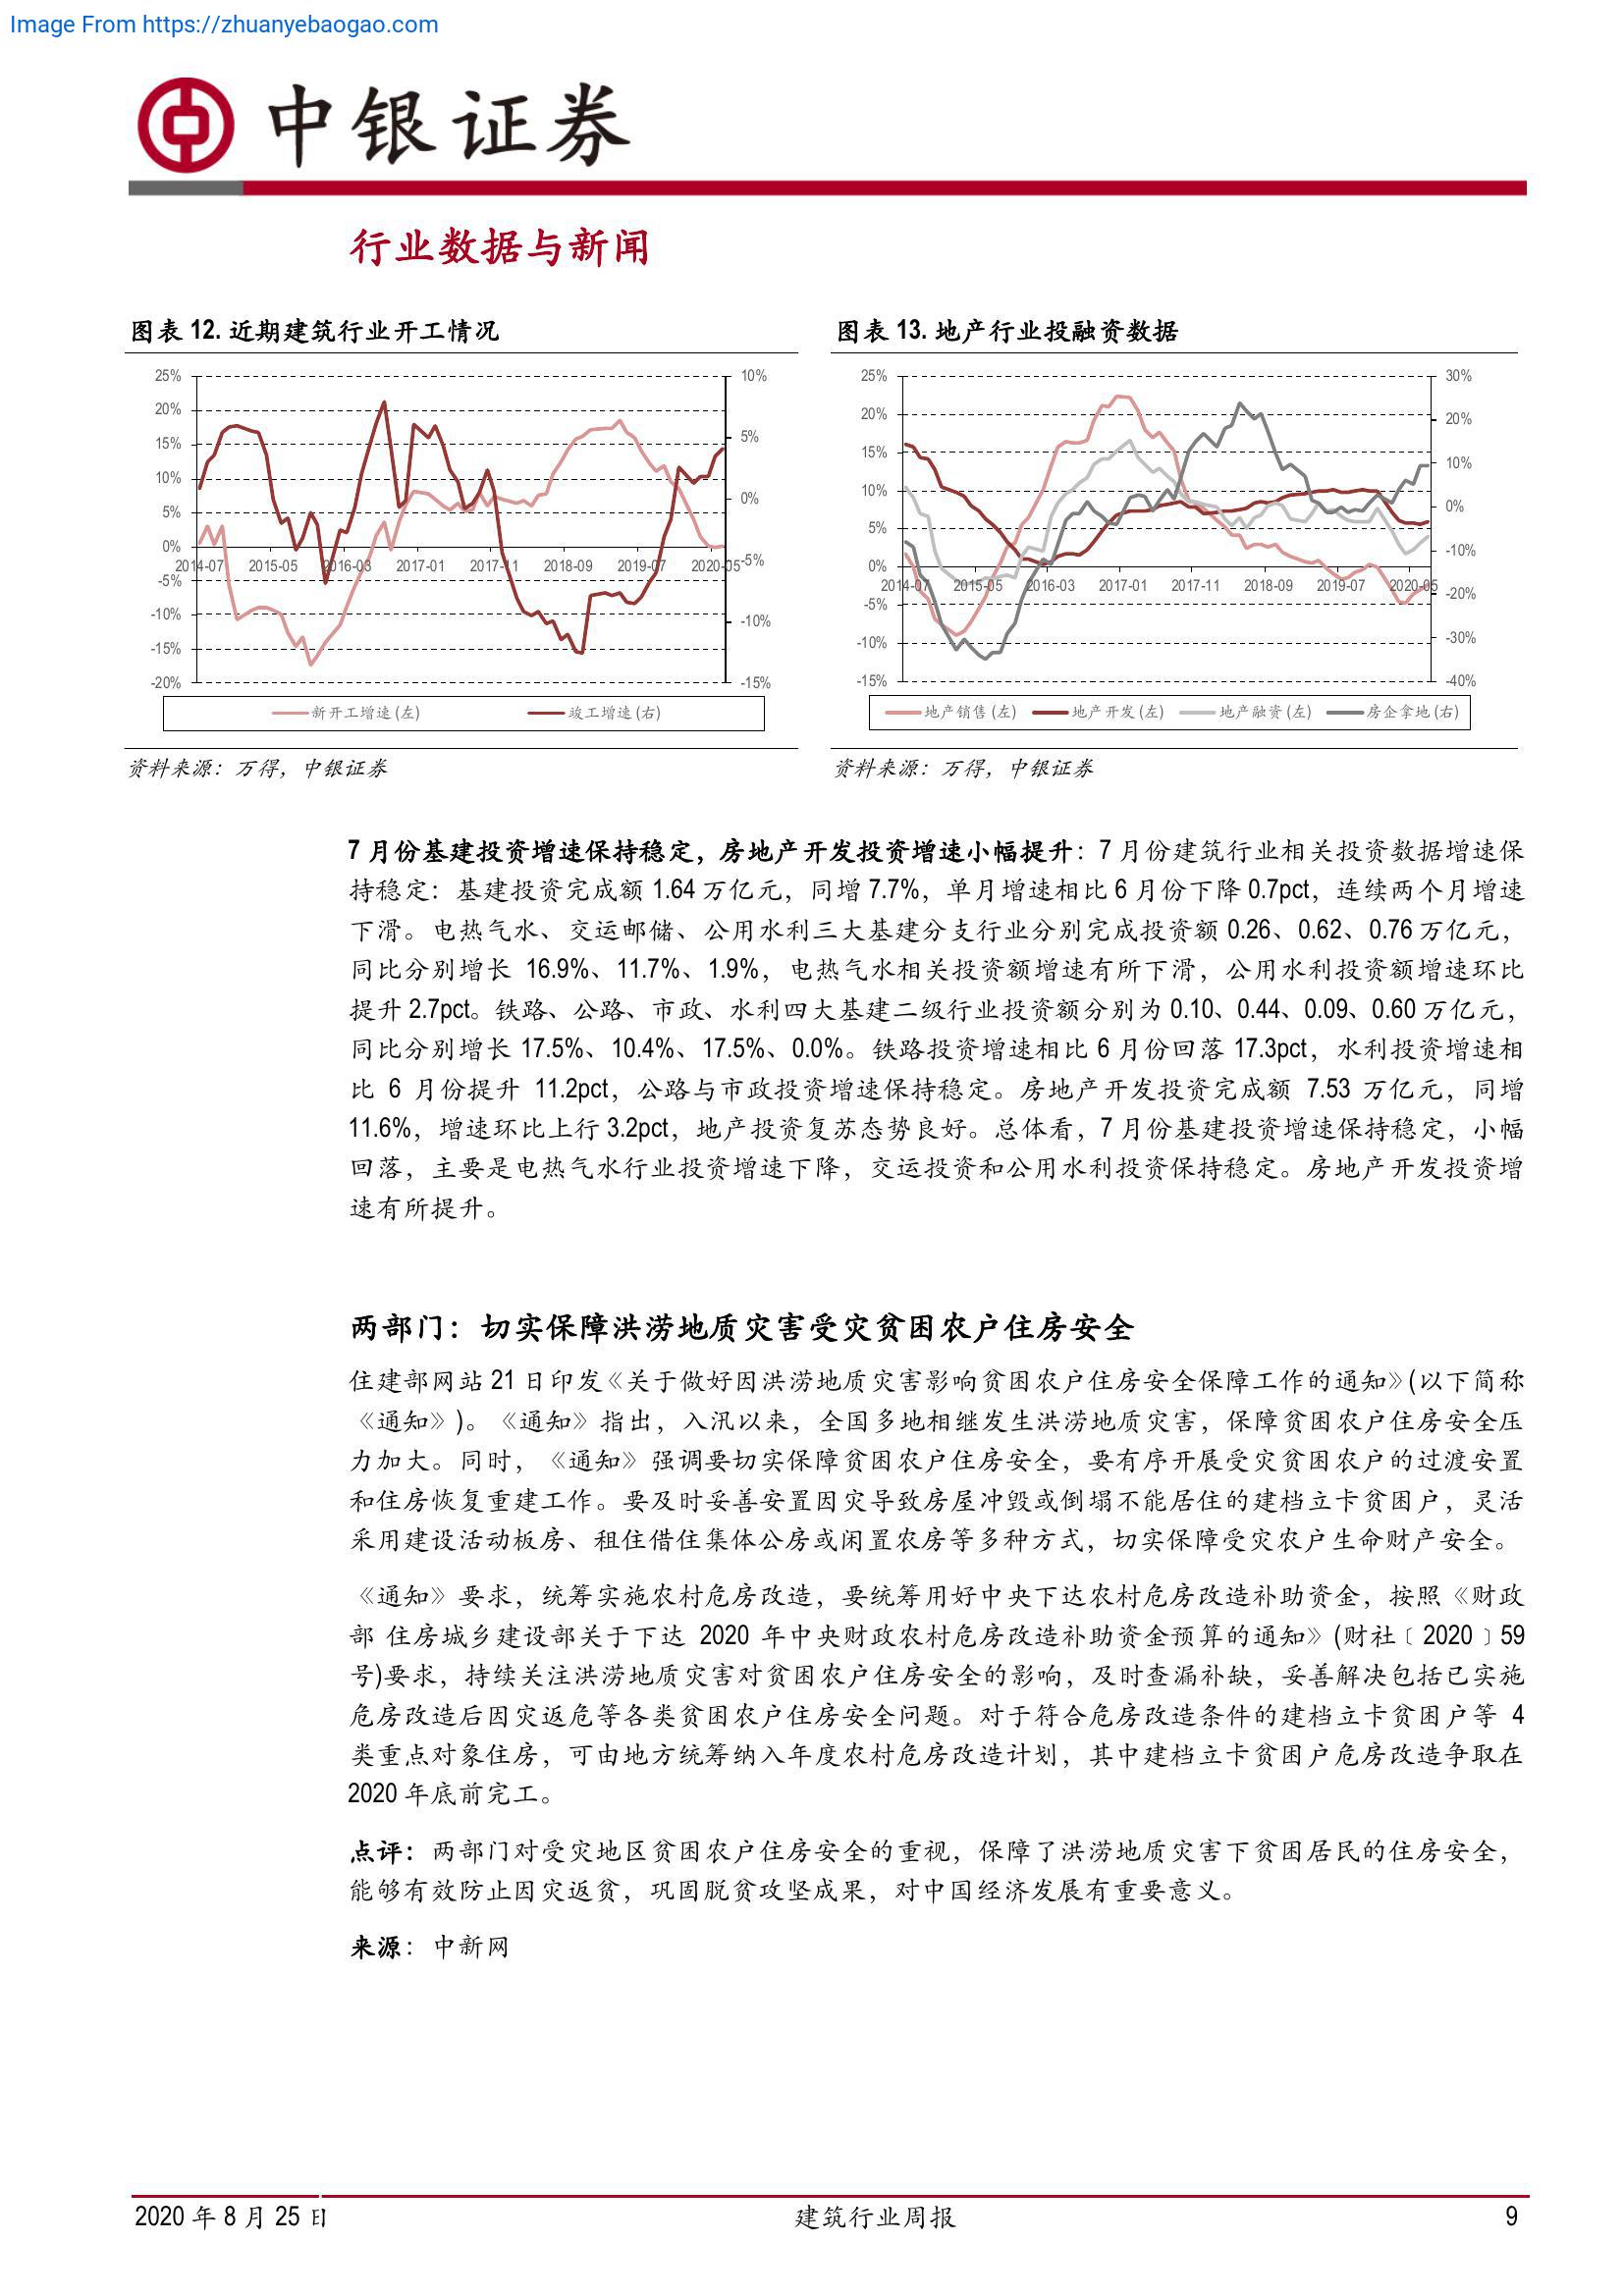 Image From https://zhuanyebaogao.com
中银证券
行业数据与新闻
图表 12. 近期建筑行业开工情况
25%
20%
15%
10%
5%
0%
-5%
-10%
-15%
-20%
10%
5%
0%
-5%
-10%
-15%
2014-07 2015-05 2016-03 2017-01 2017-11 2018-09 2019-07 2020-05
新开工增速(左) 竣工增速(右)
资料来源：万得，中银证券
图表 13. 地产行业投融资数据
25%
20%
15%
10%
5%
0%
-5%
-10%
-15%
30%
20%
10%
0%
-10%
-20%
-30%
-40%
2014-07 2015-05 2016-03 2017-01 2017-11 2018-09 2019-07 2020-05
地产销售(左) 地产开发(左) 地产融资(左) 房企拿地(右)
资料来源：万得，中银证券
7 月份基建投资增速保持稳定，房地产开发投资增速小幅提升：7 月份建筑行业相关投资数据增速保
持稳定：基建投资完成额 1.64 万亿元，同增 7.7%，单月增速相比 6 月份下降 0.7pct，连续两个月增速
下滑。电热气水、交运邮储、公用水利三大基建分支行业分别完成投资额 0.26、0.62、0.76 万亿元，
同比分别增长 16.9%、11.7%、1.9%，电热气水相关投资额增速有所下滑，公用水利投资额增速环比
提升 2.7pct。铁路、公路、市政、水利四大基建二级行业投资额分别为 0.10、0.44、0.09、0.60 万亿元，
同比分别增长 17.5%、10.4%、17.5%、0.0%。铁路投资增速相比 6 月份回落 17.3pct，水利投资增速相
比 6 月份提升 11.2pct，公路与市政投资增速保持稳定。房地产开发投资完成额 7.53 万亿元，同增
11.6%，增速环比上行 3.2pct，地产投资复苏态势良好。总体看，7 月份基建投资增速保持稳定，小幅
回落，主要是电热气水行业投资增速下降，交运投资和公用水利投资保持稳定。房地产开发投资增
速有所提升。
两部门：切实保障洪涝地质灾害受灾贫困农户住房安全
住建部网站 21 日印发《关于做好因洪涝地质灾害影响贫困农户住房安全保障工作的通知》(以下简称
《通知》)。《通知》指出，入汛以来，全国多地相继发生洪涝地质灾害，保障贫困农户住房安全压
力加大。同时，《通知》强调要切实保障贫困农户住房安全，要有序开展受灾贫困农户的过渡安置
和住房恢复重建工作。要及时妥善安置因灾导致房屋冲毁或倒塌不能居住的建档立卡贫困户，灵活
采用建设活动板房、租住借住集体公房或闲置农房等多种方式，切实保障受灾农户生命财产安全。
《通知》要求，统筹实施农村危房改造，要统筹用好中央下达农村危房改造补助资金，按照《财政
部 住房城乡建设部关于下达 2020 年中央财政农村危房改造补助资金预算的通知》(财社﹝2020﹞59
号)要求，持续关注洪涝地质灾害对贫困农户住房安全的影响，及时查漏补缺，妥善解决包括已实施
危房改造后因灾返危等各类贫困农户住房安全问题。对于符合危房改造条件的建档立卡贫困户等 4
类重点对象住房，可由地方统筹纳入年度农村危房改造计划，其中建档立卡贫困户危房改造争取在
2020 年底前完工。
点评：两部门对受灾地区贫困农户住房安全的重视，保障了洪涝地质灾害下贫困居民的住房安全，
能够有效防止因灾返贫，巩固脱贫攻坚成果，对中国经济发展有重要意义。
来源：中新网
2020 年 8 月 25 日 建筑行业周报 9